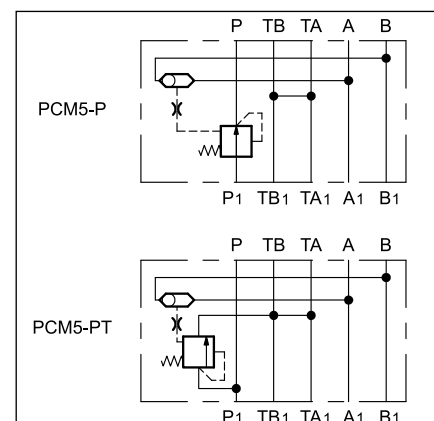 P TB TA A B
PCM5-P
P1 TB1 TA1 A1 B1
P TB TA A B
PCM5-PT
P1 TB1 TA1 A1 B1